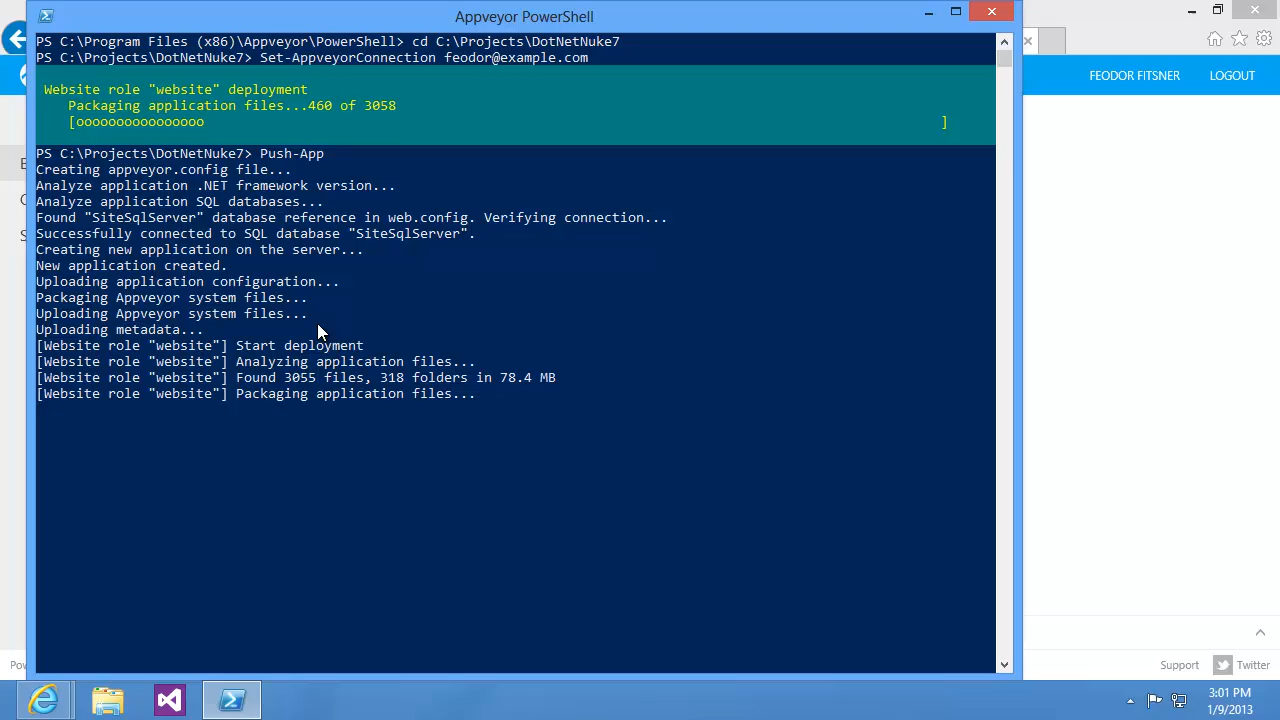 Appveyor PowerShell
PS C:\Program Files (x86)\Appveyor\PowerShell> cd C:\Projects\DotNetNuke7
PS C:\Projects\DotNetNuke7> Set-AppveyorConnection feodor@example.com
Website role "website" deployment
Packaging application files...460 of 3058
[oooooooooooooooo ]
PS C:\Projects\DotNetNuke7> Push-App
Creating appveyor.config file...
Analyze application .NET framework version...
Analyze application SQL databases...
Found "SiteSqlServer" database reference in web.config. Verifying connection...
Successfully connected to SQL database "SiteSqlServer".
Creating new application on the server...
New application created.
Uploading application configuration...
Packaging Appveyor system files...
Uploading Appveyor system files...
Uploading metadata...
[Website role "website"] Start deployment
[Website role "website"] Analyzing application files...
[Website role "website"] Found 3055 files, 318 folders in 78.4 MB
[Website role "website"] Packaging application files...
FEODOR FITSNER LOGOUT
Pow
Support Twitter
3:01 PM
1/9/2013